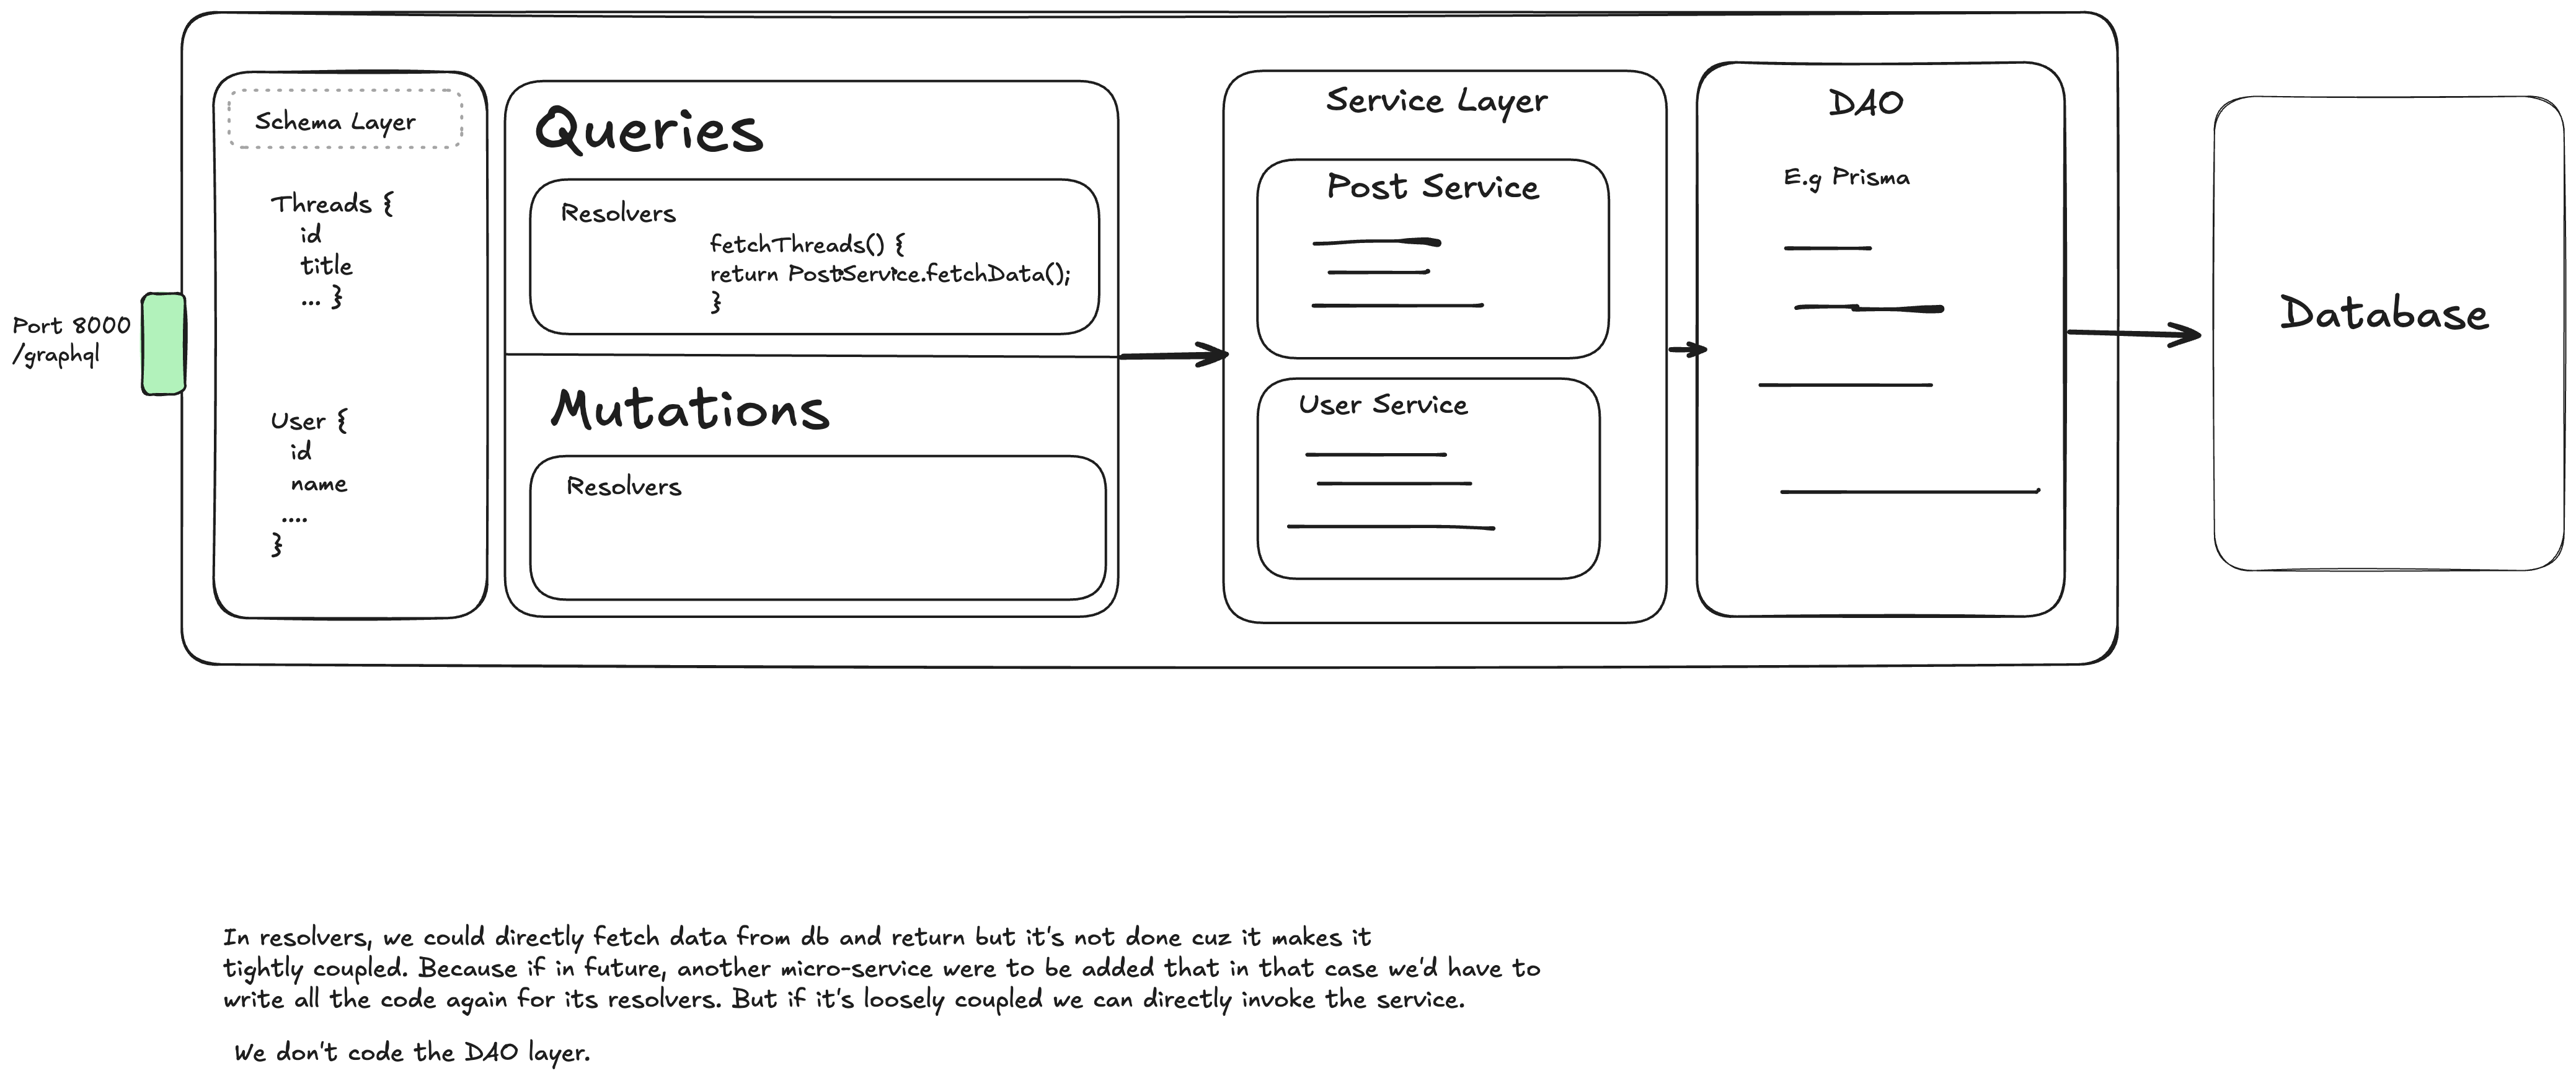 Port 8000
/graphql
Schema Layer
Threads {
id
title
... }
User {
id
name
....
}
Queries
Resolvers
fetchThreads() {
return PostService.fetchData();
}
Mutations
Resolvers
Service Layer
Post Service
User Service
DAO
E.g Prisma
Database
In resolvers, we could directly fetch data from db and return but it's not done cuz it makes it
tightly coupled. Because if in future, another micro-service were to be added that in that case we'd have to
write all the code again for its resolvers. But if it's loosely coupled we can directly invoke the service.
We don't code the DAO layer.